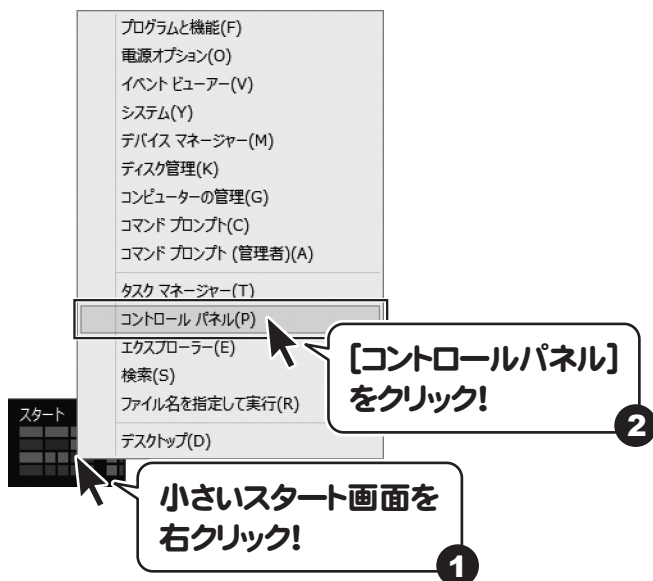 プログラムと機能(F)
電源オプション(O)
イベント ビューアー(V)
システム(Y)
デバイス マネージャー(M)
ディスク管理(K)
コンピューターの管理(G)
コマンド プロンプト(C)
コマンド プロンプト (管理者)(A)
タスク マネージャー(T)
コントロール パネル(P)
エクスプローラー(E)
検索(S)
ファイル名を指定して実行(R)
デスクトップ(D)
[コントロールパネル]
をクリック!
2
スタート
小さいスタート画面を
右クリック!
1